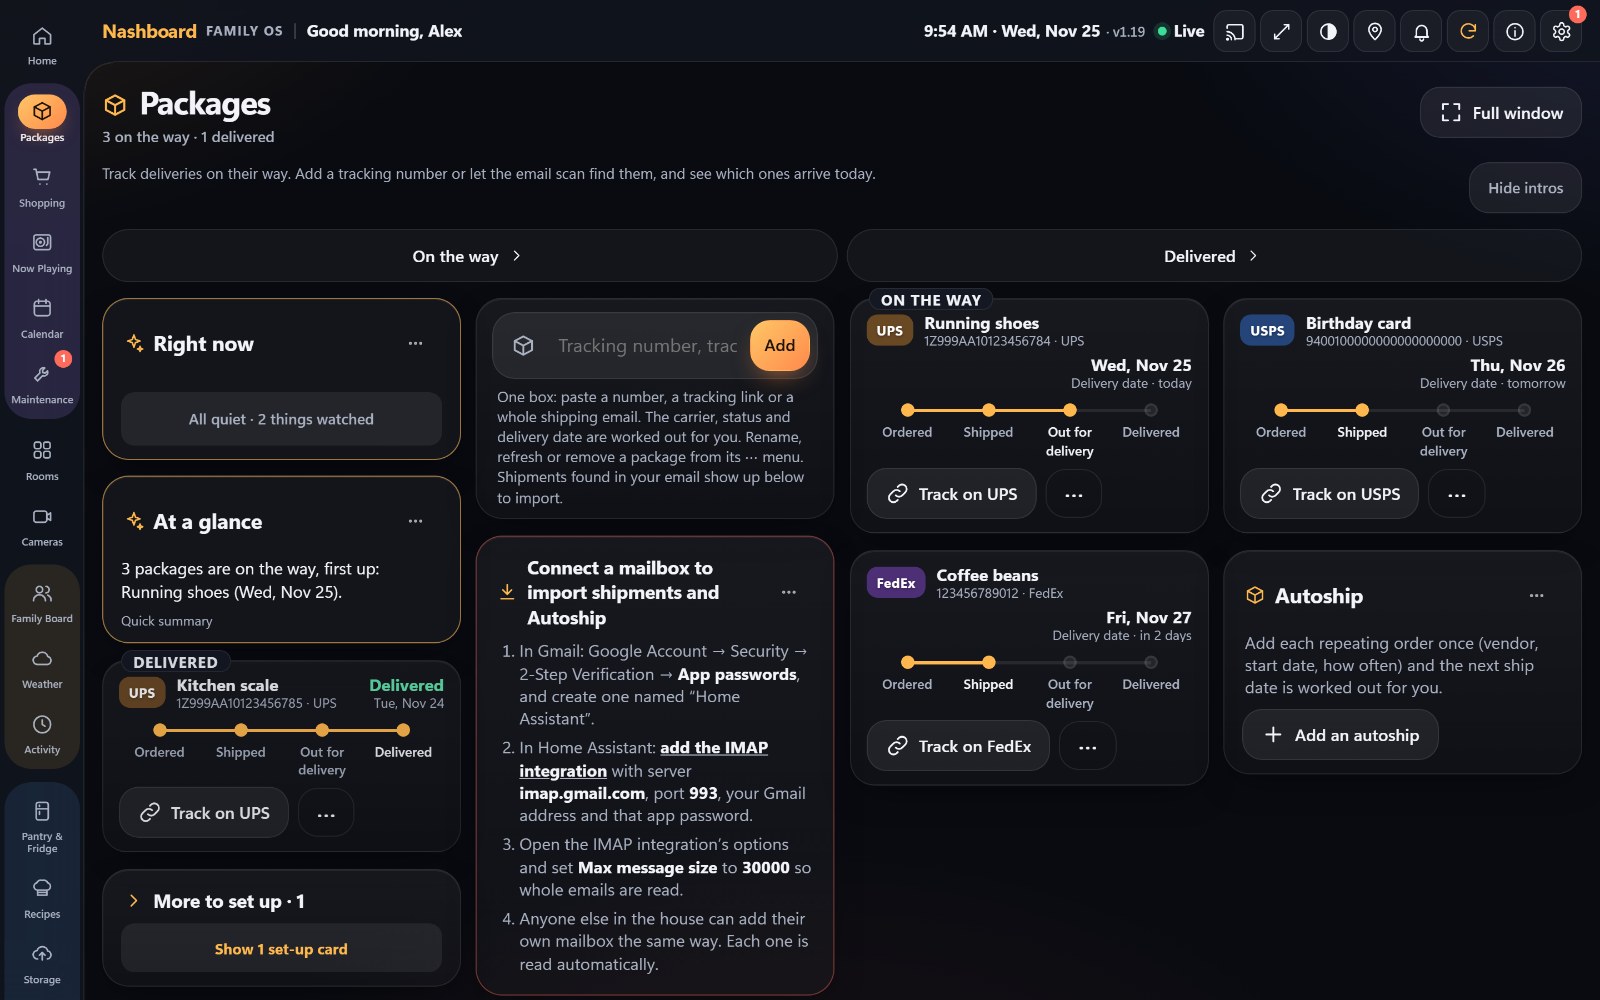 Nashboard FAMILY OS | Good morning, Alex
9:54 AM · Wed, Nov 25 · v1.19 Live
1
Home
Packages
Shopping
Now Playing
Calendar
1
Maintenance
Rooms
Cameras
Family Board
Weather
Activity
Pantry &
Fridge
Recipes
Storage
Packages
3 on the way · 1 delivered
Track deliveries on their way. Add a tracking number or let the email scan find them, and see which ones arrive today.
Full window
Hide intros
On the way
Delivered
Right now
All quiet · 2 things watched
At a glance
3 packages are on the way, first up:
Running shoes (Wed, Nov 25).
Quick summary
DELIVERED
UPS
Kitchen scale
1Z999AA10123456785 · UPS
Delivered
Tue, Nov 24
Ordered
Shipped
Out for
delivery
Delivered
Track on UPS
...
More to set up · 1
Show 1 set-up card
Tracking number, trac
Add
One box: paste a number, a tracking link or a
whole shipping email. The carrier, status and
delivery date are worked out for you. Rename,
refresh or remove a package from its ··· menu.
Shipments found in your email show up below
to import.
Connect a mailbox to
import shipments and
Autoship
1. In Gmail: Google Account → Security →
2-Step Verification → App passwords,
and create one named “Home
Assistant”.
2. In Home Assistant: add the IMAP
integration with server
imap.gmail.com, port 993, your Gmail
address and that app password.
3. Open the IMAP integration’s options
and set Max message size to 30000 so
whole emails are read.
4. Anyone else in the house can add their
own mailbox the same way. Each one is
read automatically.
ON THE WAY
UPS
Running shoes
1Z999AA10123456784 · UPS
Wed, Nov 25
Delivery date · today
Ordered
Shipped
Out for
delivery
Delivered
Track on UPS
...
USPS
Birthday card
9400100000000000000000 · USPS
Thu, Nov 26
Delivery date · tomorrow
Ordered
Shipped
Out for
delivery
Delivered
Track on USPS
...
FedEx
Coffee beans
123456789012 · FedEx
Fri, Nov 27
Delivery date · in 2 days
Ordered
Shipped
Out for
delivery
Delivered
Track on FedEx
...
Autoship
Add each repeating order once (vendor,
start date, how often) and the next ship
date is worked out for you.
Add an autoship